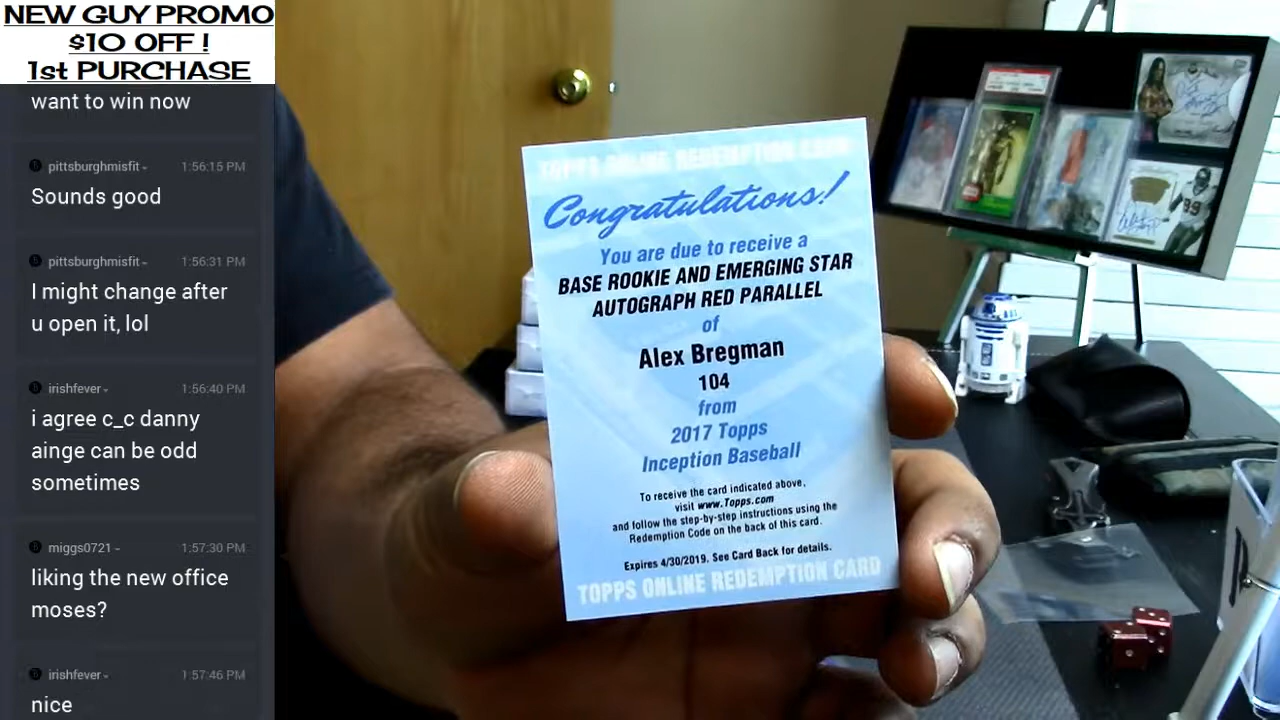 NEW GUY PROMO
$10 OFF !
1st PURCHASE
want to win now
pittsburghmisfit
1:56:15 PM
Sounds good
pittsburghmisfit
1:56:31 PM
I might change after
u open it, lol
irishfever
1:56:40 PM
i agree c_c danny
ainge can be odd
sometimes
miggs0721
1:57:30 PM
liking the new office
moses?
irishfever
1:57:46 PM
nice
TOPPS ONLINE REDEMPTION CARD
Congratulations!
You are due to receive a
BASE ROOKIE AND EMERGING STAR
AUTOGRAPH RED PARALLEL
of
Alex Bregman
104
from
2017 Topps
Inception Baseball
To receive the card indicated above,
visit www.Topps.com
and follow the step-by-step instructions using the
Redemption Code on the back of this card.
Expires 4/30/2019. See Card Back for details.
TOPPS ONLINE REDEMPTION CARD
99